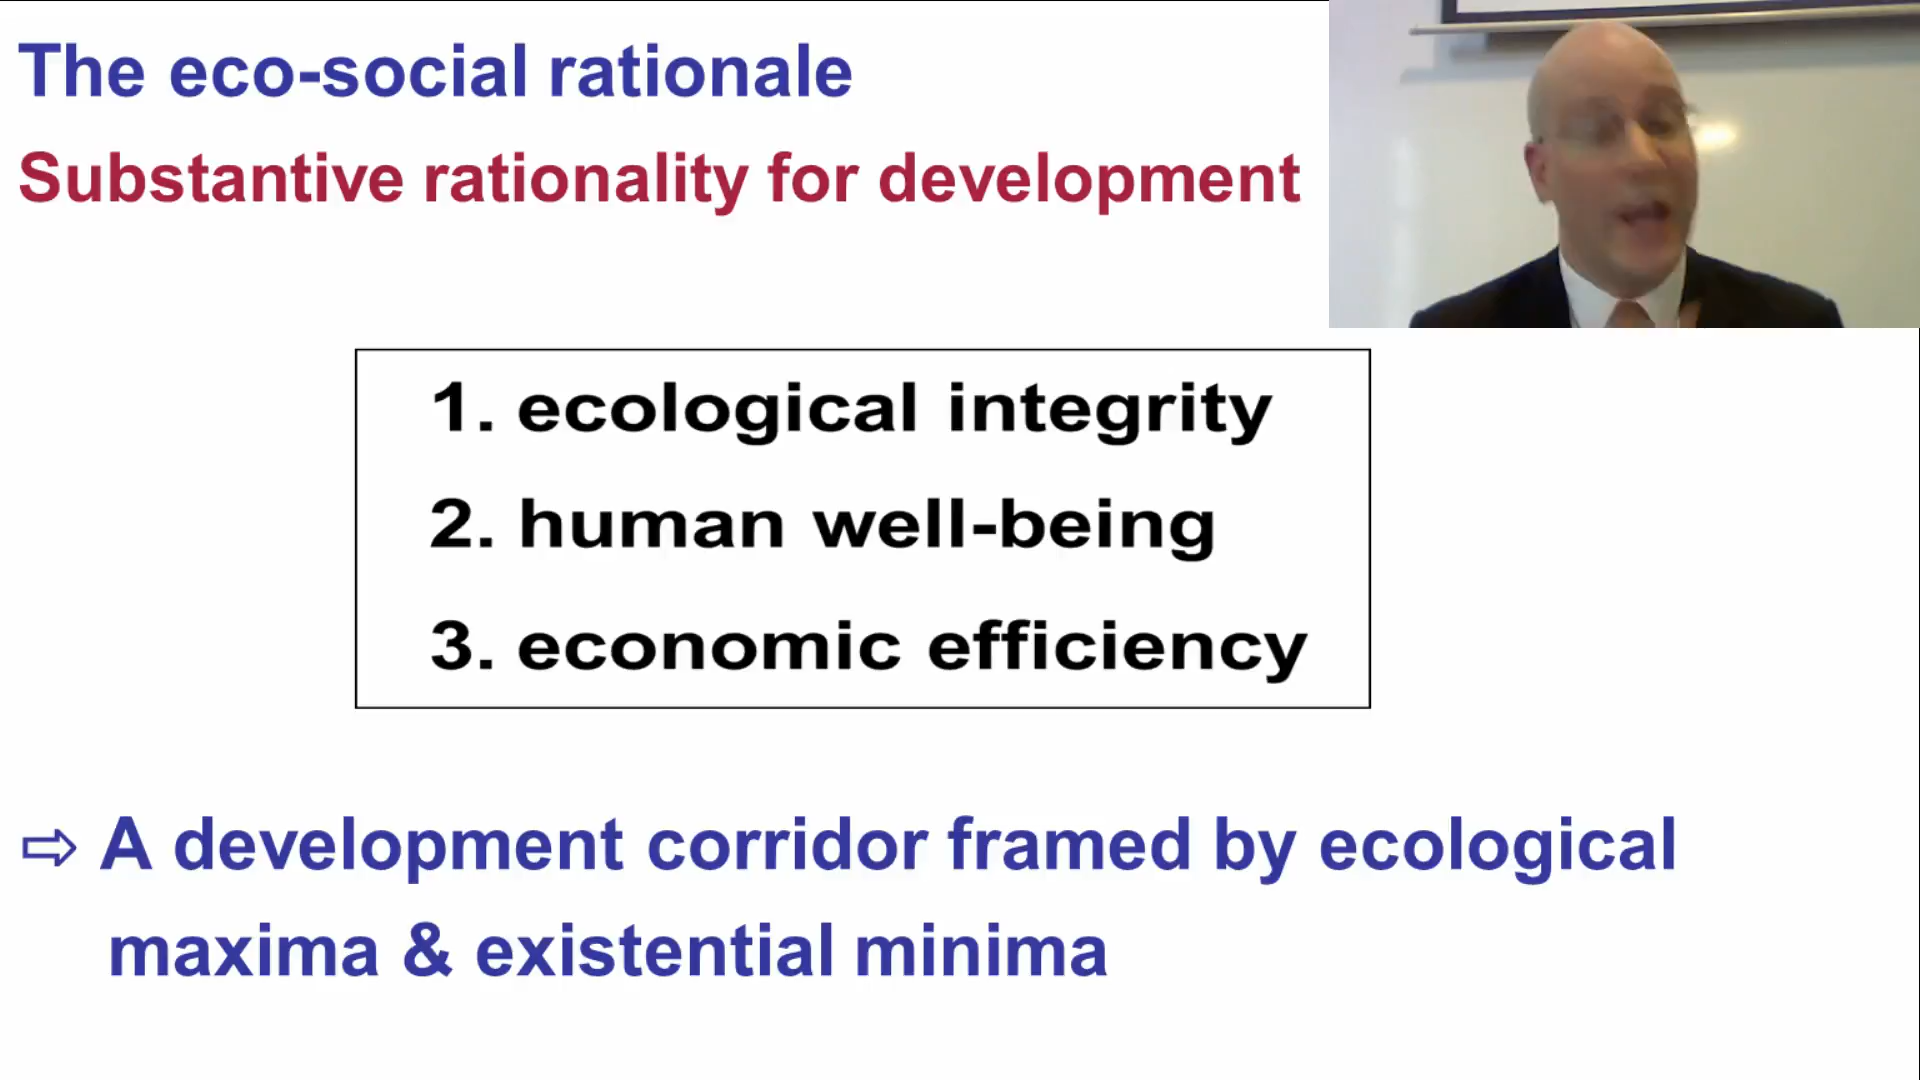 The eco-social rationale
Substantive rationality for development
1. ecological integrity
2. human well-being
3. economic efficiency
⇨ A development corridor framed by ecological
maxima & existential minima